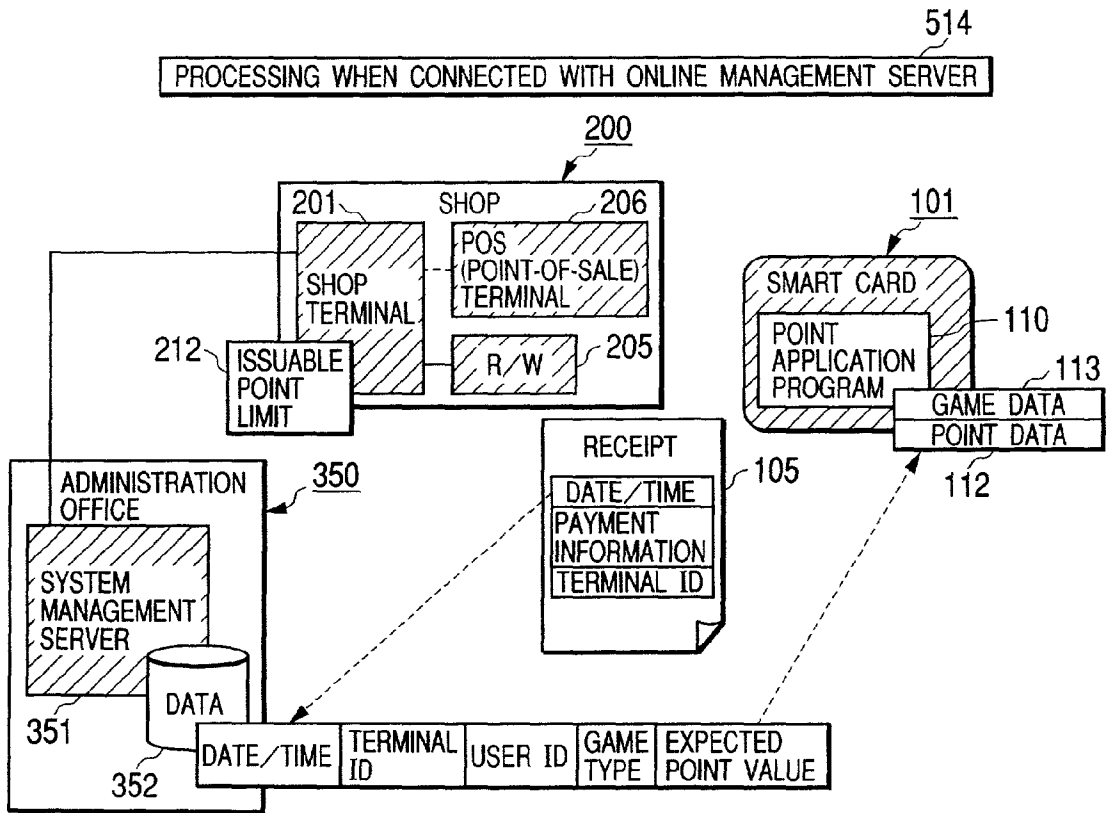 514
PROCESSING WHEN CONNECTED WITH ONLINE MANAGEMENT SERVER
200
SHOP
201
206
SHOP
TERMINAL
POS
(POINT-OF-SALE)
TERMINAL
R/W
205
212
ISSUABLE
POINT
LIMIT
101
SMART CARD
POINT
APPLICATION
PROGRAM
110
113
GAME DATA
POINT DATA
112
RECEIPT
DATE/TIME
PAYMENT
INFORMATION
TERMINAL ID
105
ADMINISTRATION
OFFICE
350
SYSTEM
MANAGEMENT
SERVER
351
DATA
352
DATE/TIME
TERMINAL
ID
USER ID
GAME
TYPE
EXPECTED
POINT VALUE